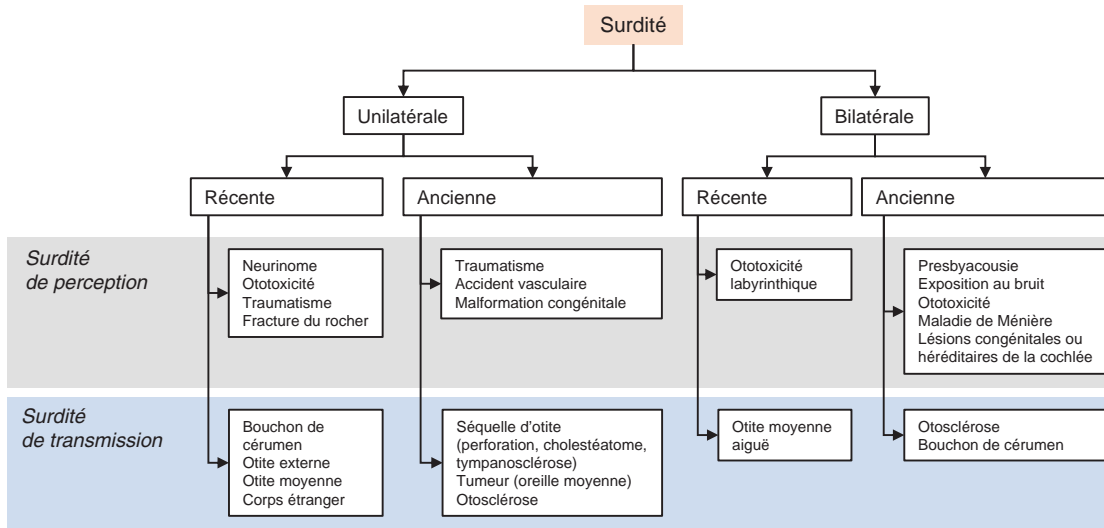 Surdité
Unilatérale
Bilatérale
Récente
Ancienne
Récente
Ancienne
Surdité
de perception
Neurinome
Ototoxicité
Traumatisme
Fracture du rocher
Traumatisme
Accident vasculaire
Malformation congénitale
Ototoxicité
labyrinthique
Presbyacousie
Exposition au bruit
Ototoxicité
Maladie de Ménière
Lésions congénitales ou
héréditaires de la cochlée
Surdité
de transmission
Bouchon de
cérumen
Otite externe
Otite moyenne
Corps étranger
Séquelle d'otite
(perforation, cholestéatome,
tympanosclérose)
Tumeur (oreille moyenne)
Otosclérose
Otite moyenne
aiguë
Otosclérose
Bouchon de cérumen